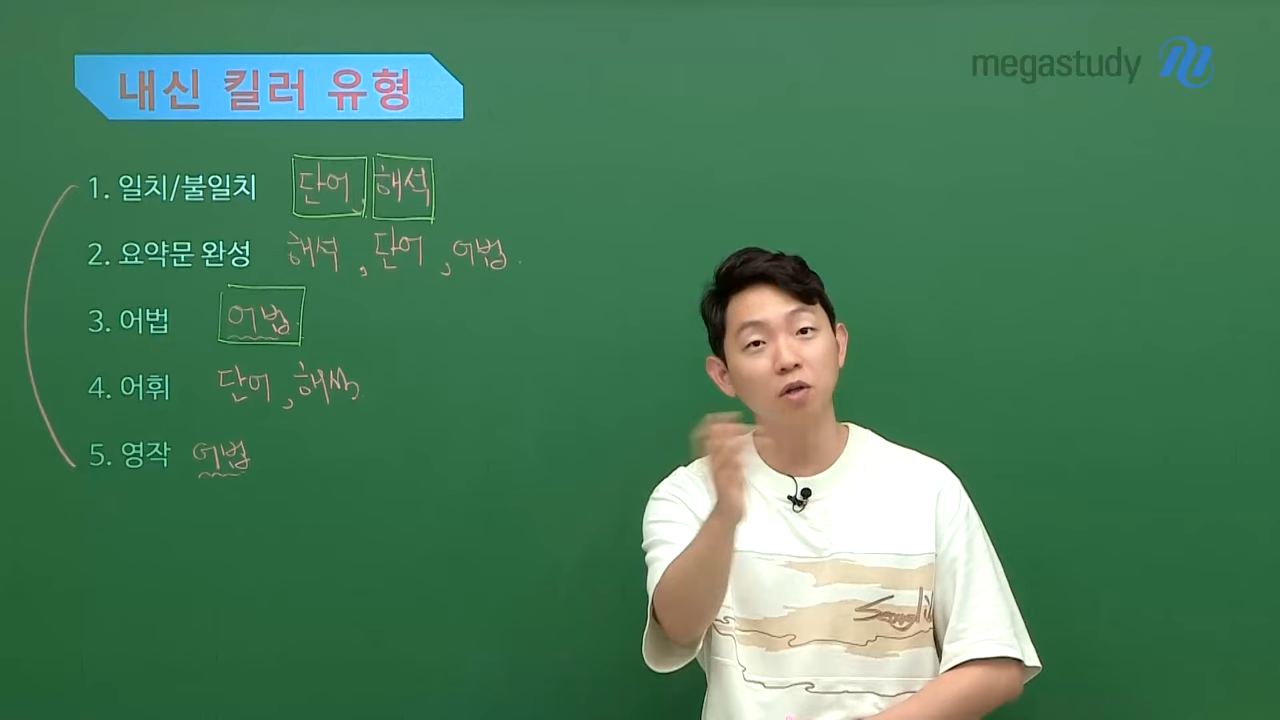 내신 킬러 유형
megastudy
1. 일치/불일치 단어, 해석
2. 요약문 완성 해석, 단어, 어법.
3. 어법 어법.
4. 어휘 단어, 해석.
5. 영작 어법